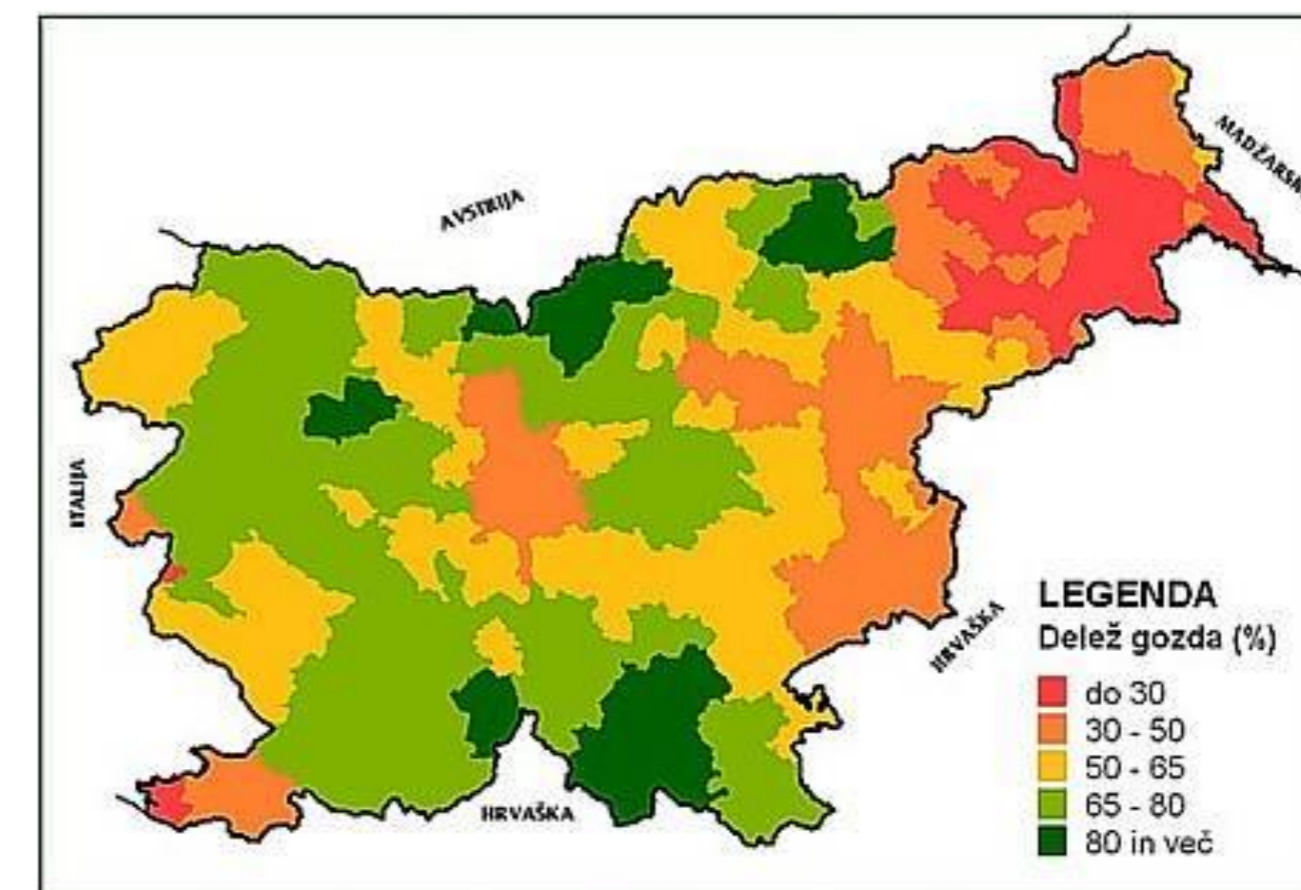 AVSTRIJA
MADŽARSK
ITALIJA
HRVAŠKA
HRVAŠKA
LEGENDA
Delež gozda (%)
do 30
30 - 50
50 - 65
65 - 80
80 in več